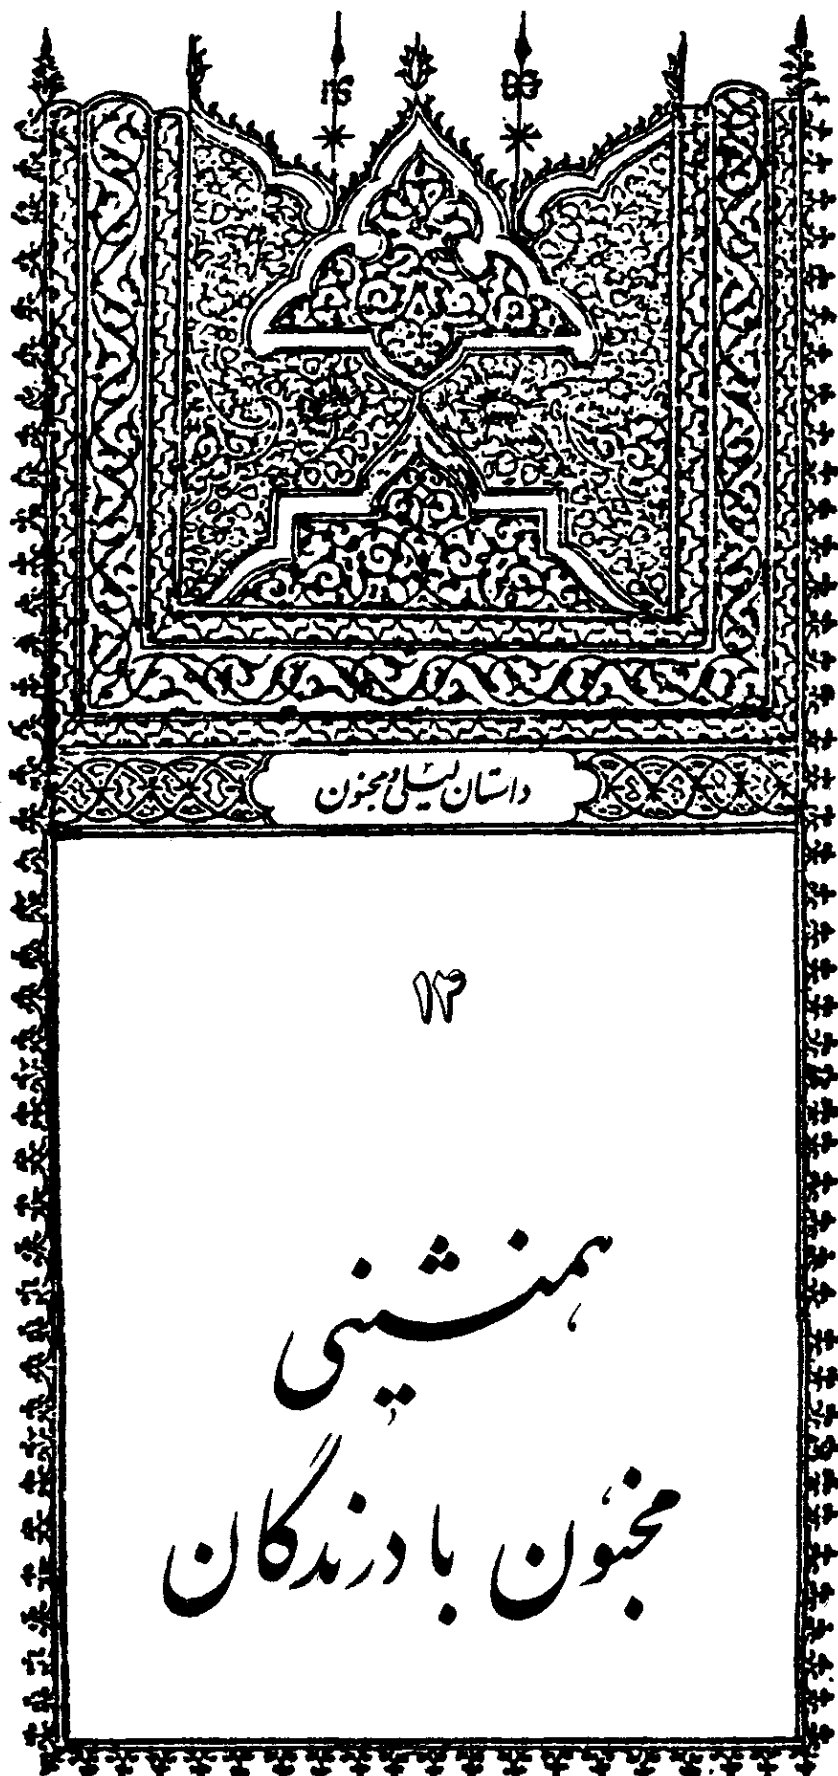 داستان لیلی و مجنون
۱۴
همنشینی
مجنون با درندگان